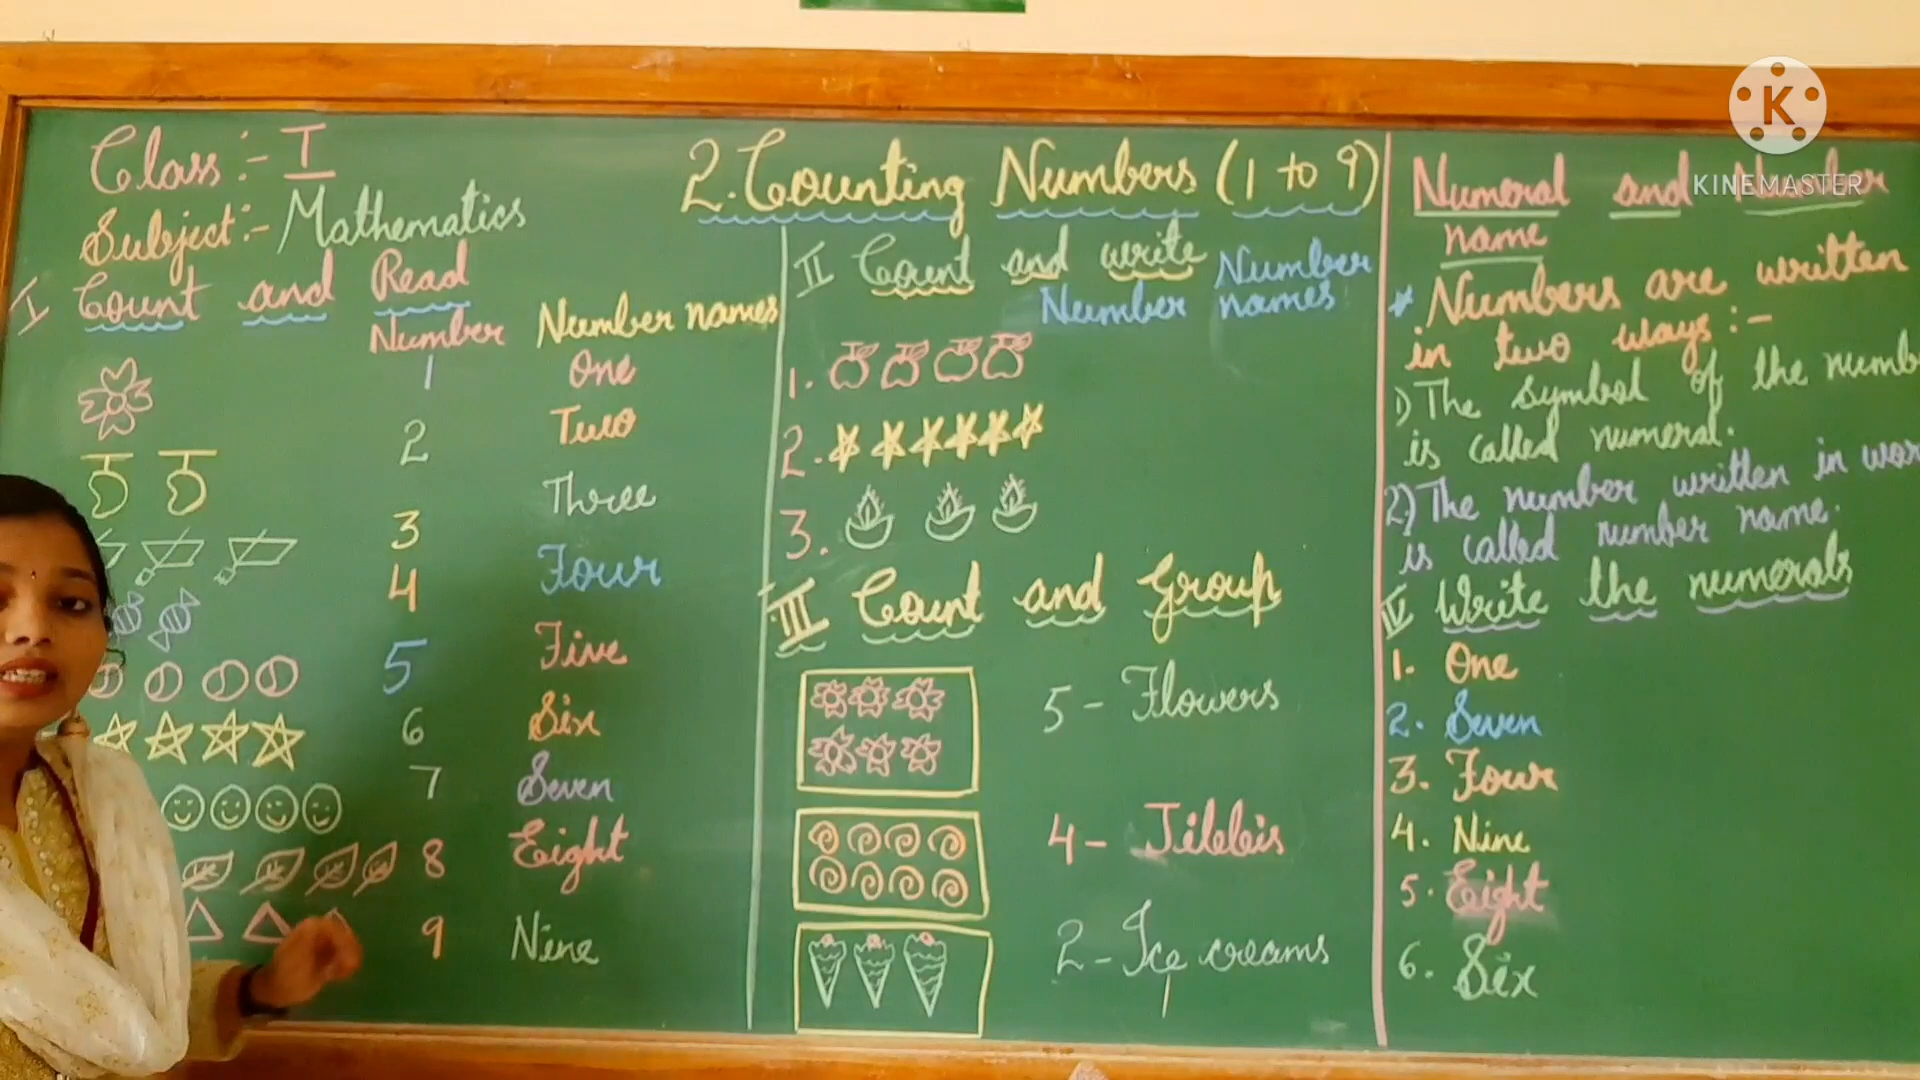 Class:- I
Subject:- Mathematics
I Count and Read
Number Number names
1 One
2 Two
3 Three
4 Four
5 Five
6 Six
7 Seven
8 Eight
9 Nine
2. Counting Numbers (1 to 9)
II Count and write
Number Number names
1.
2.
3.
III Count and Group
5 - Flowers
4 - Jilebis
2 - Ice creams
Numeral and Number
name
* Numbers are written
in two ways :-
1) The symbol of the numb
is called numeral.
2) The number written in wor
is called number name.
IV Write the numerals
1. One
2. Seven
3. Four
4. Nine
5. Eight
6. Six
K
KINEMASTER